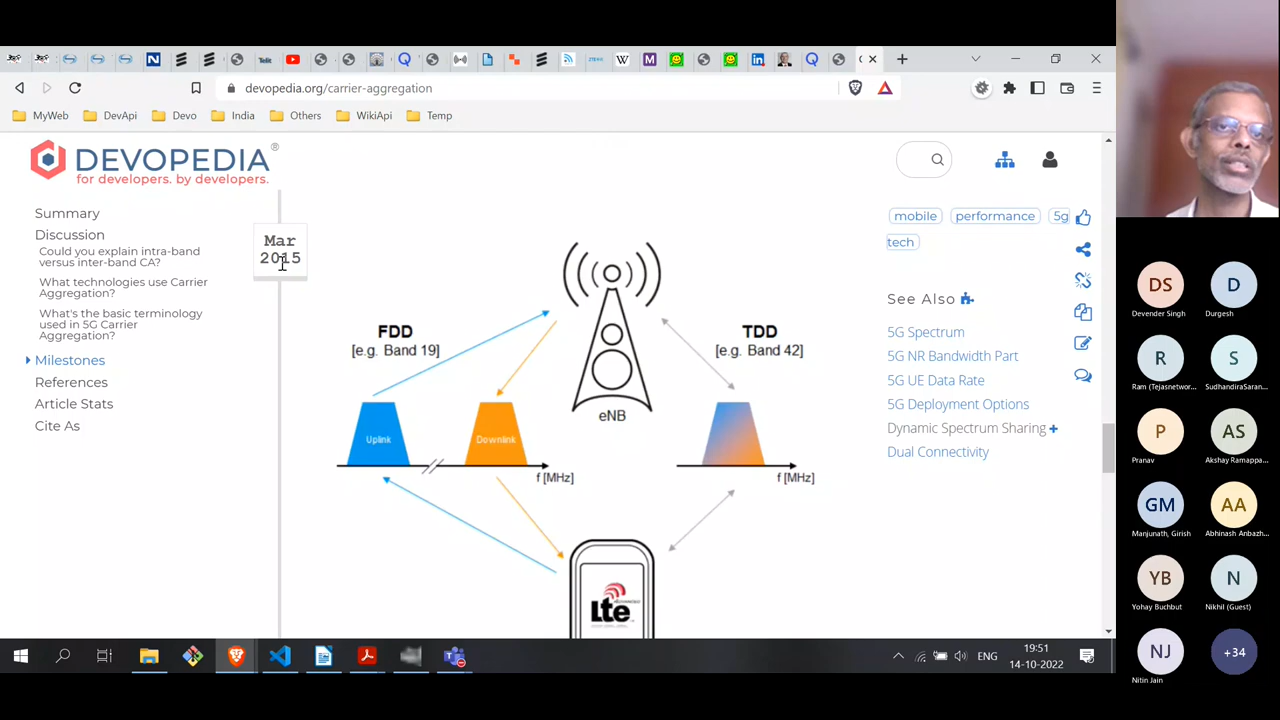 devopedia.org/carrier-aggregation
MyWeb
DevApi
Devo
India
Others
WikiApi
Temp
DEVOPEDIA®
for developers. by developers.
Summary
Discussion
Could you explain intra-band
versus inter-band CA?
What technologies use Carrier
Aggregation?
What's the basic terminology
used in 5G Carrier
Aggregation?
Milestones
References
Article Stats
Cite As
Mar
2015
FDD
[e.g. Band 19]
TDD
[e.g. Band 42]
eNB
Uplink
Downlink
f [MHz]
f [MHz]
Lte
mobile
performance
5g
tech
See Also
5G Spectrum
5G NR Bandwidth Part
5G UE Data Rate
5G Deployment Options
Dynamic Spectrum Sharing +
Dual Connectivity
DS
Devender Singh
D
Durgesh
R
Ram (Tejasnetwor...
S
SudhandiraSaran...
P
Pranav
AS
Akshay Ramappa...
GM
Manjunath, Girish
AA
Abhinash Anbazh...
YB
Yohay Buchbut
N
Nikhil (Guest)
NJ
Nitin Jain
+34
ENG
19:51
14-10-2022